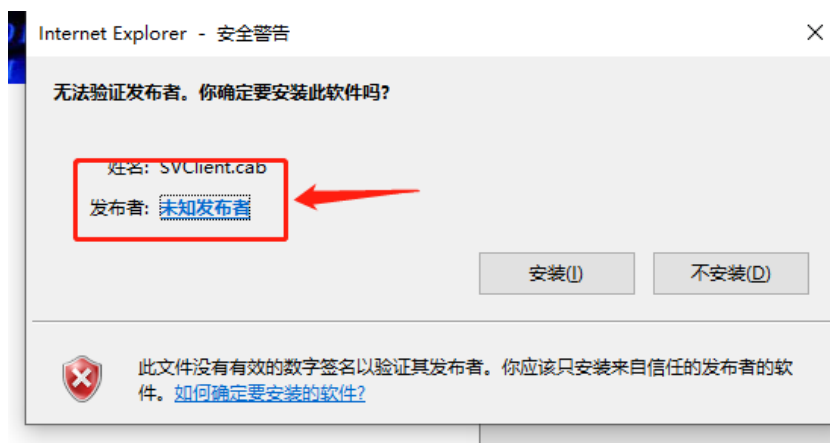 Internet Explorer - 安全警告
无法验证发布者。你确定要安装此软件吗?
姓名: SVClient.cab
发布者: 未知发布者
安装(I)
不安装(D)
此文件没有有效的数字签名以验证其发布者。你应该只安装来自信任的发布者的软
件。如何确定要安装的软件?